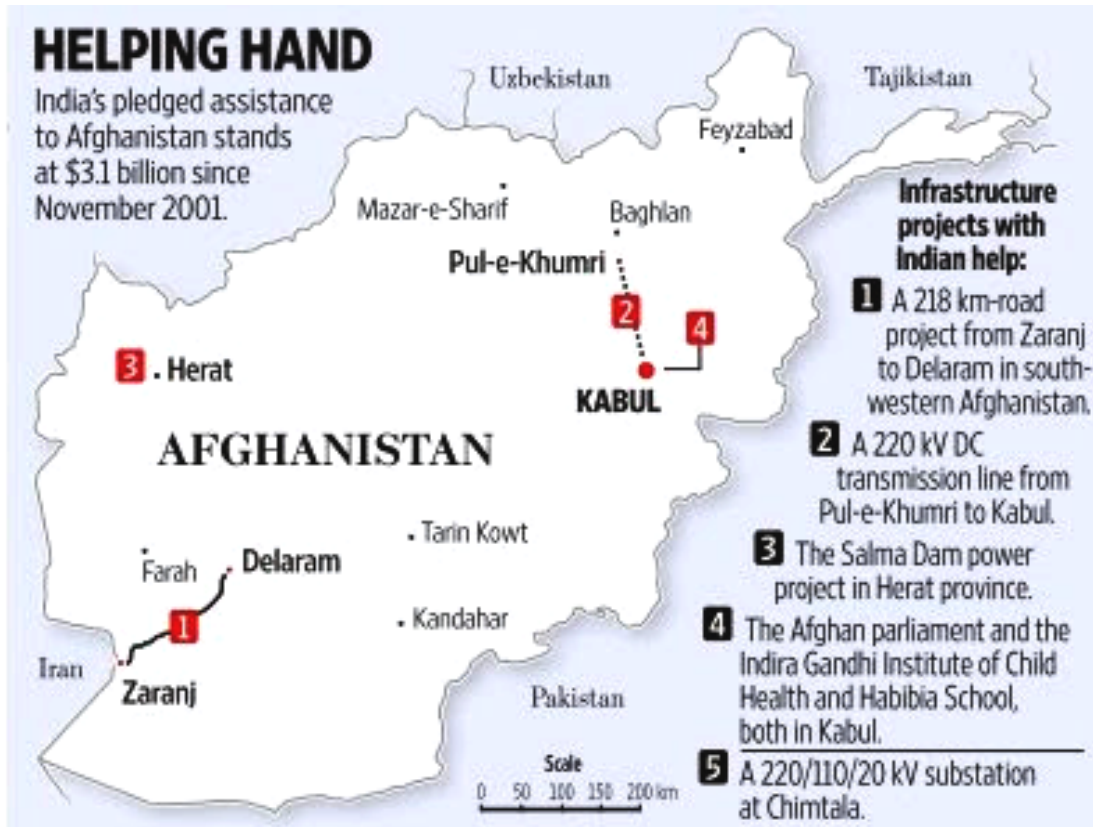 HELPING HAND
India's pledged assistance
to Afghanistan stands
at $3.1 billion since
November 2001.
Uzbekistan
Tajikistan
Feyzabad
Mazar-e-Sharif
Baghlan
Pul-e-Khumri
2
4
3
Herat
KABUL
AFGHANISTAN
Tarin Kowt
Farah
Delaram
1
Kandahar
Iran
Zaranj
Pakistan
Scale
0 50 100 150 200 km
Infrastructure
projects with
Indian help:
1 A 218 km-road
project from Zaranj
to Delaram in south-
western Afghanistan.
2 A 220 kV DC
transmission line from
Pul-e-Khumri to Kabul.
3 The Salma Dam power
project in Herat province.
4 The Afghan parliament and the
Indira Gandhi Institute of Child
Health and Habibia School,
both in Kabul.
5 A 220/110/20 kV substation
at Chimtala.